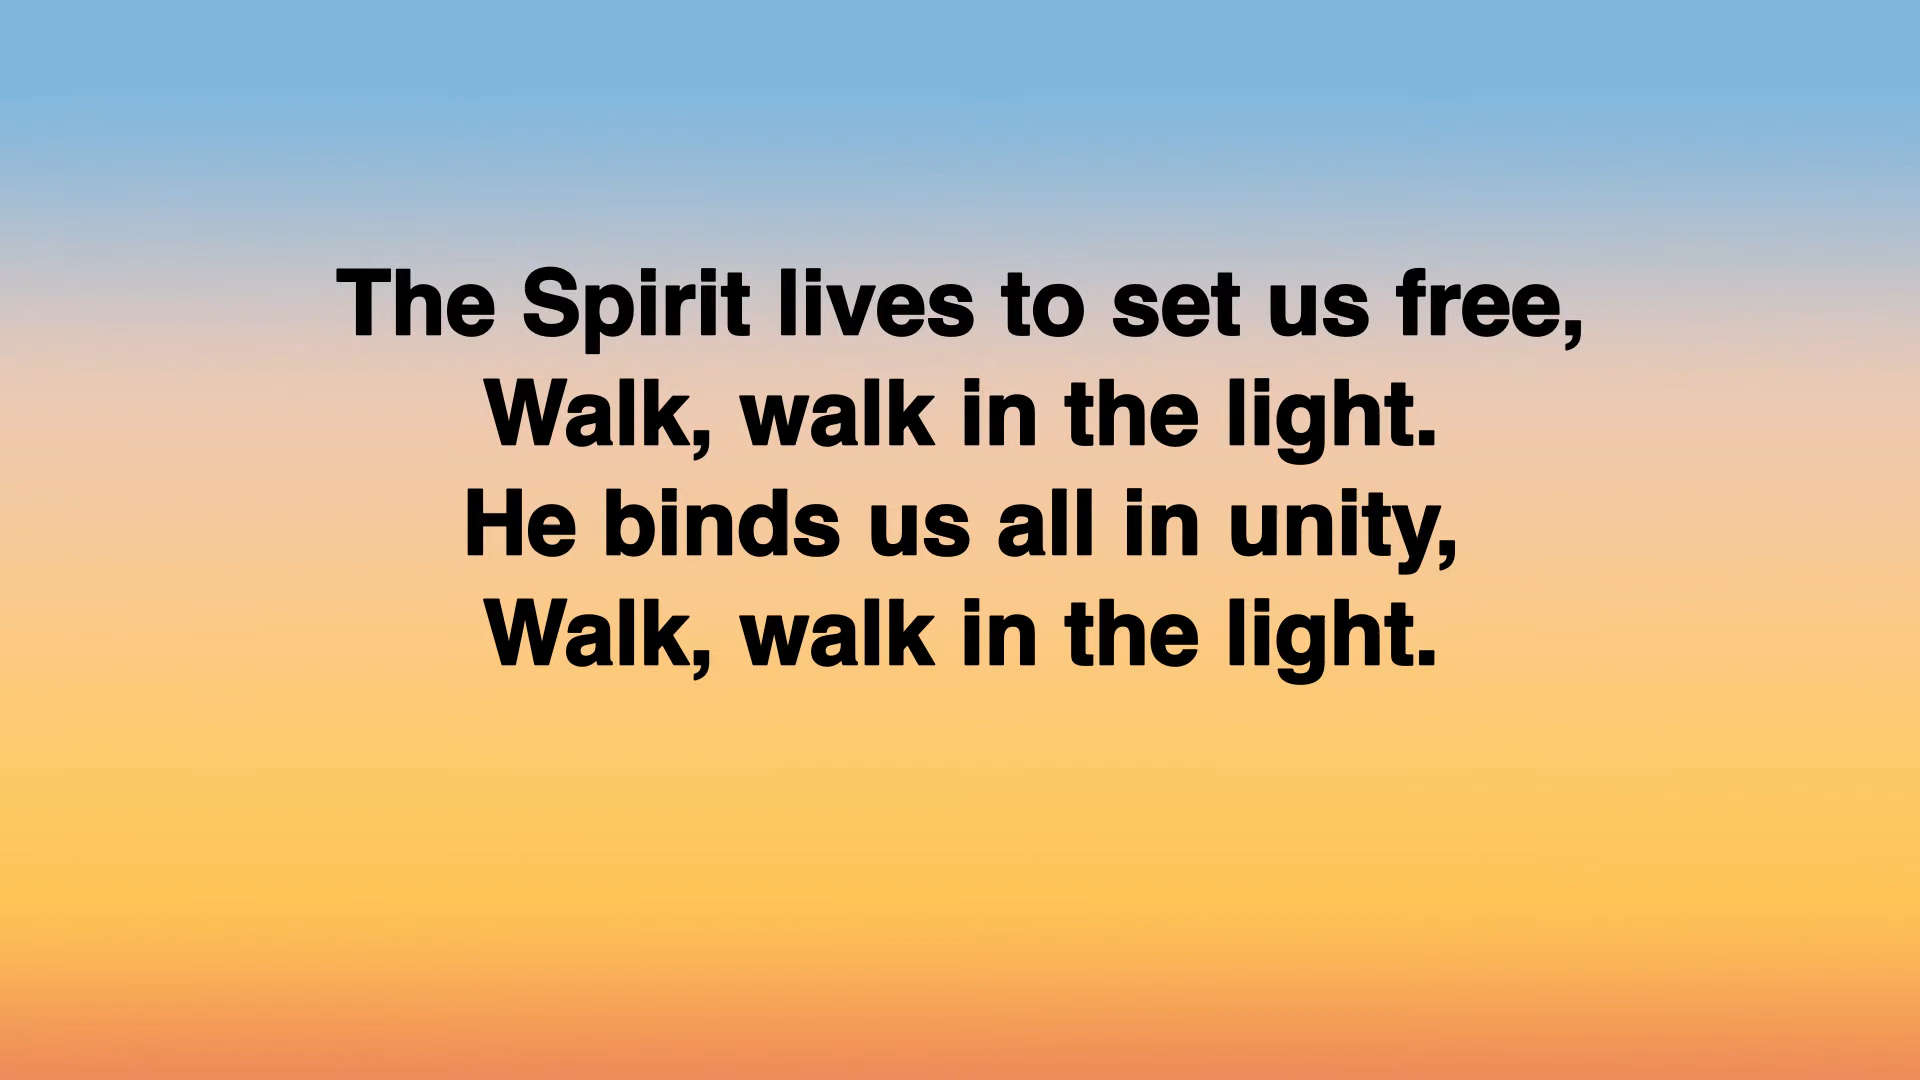 The Spirit lives to set us free,
Walk, walk in the light.
He binds us all in unity,
Walk, walk in the light.